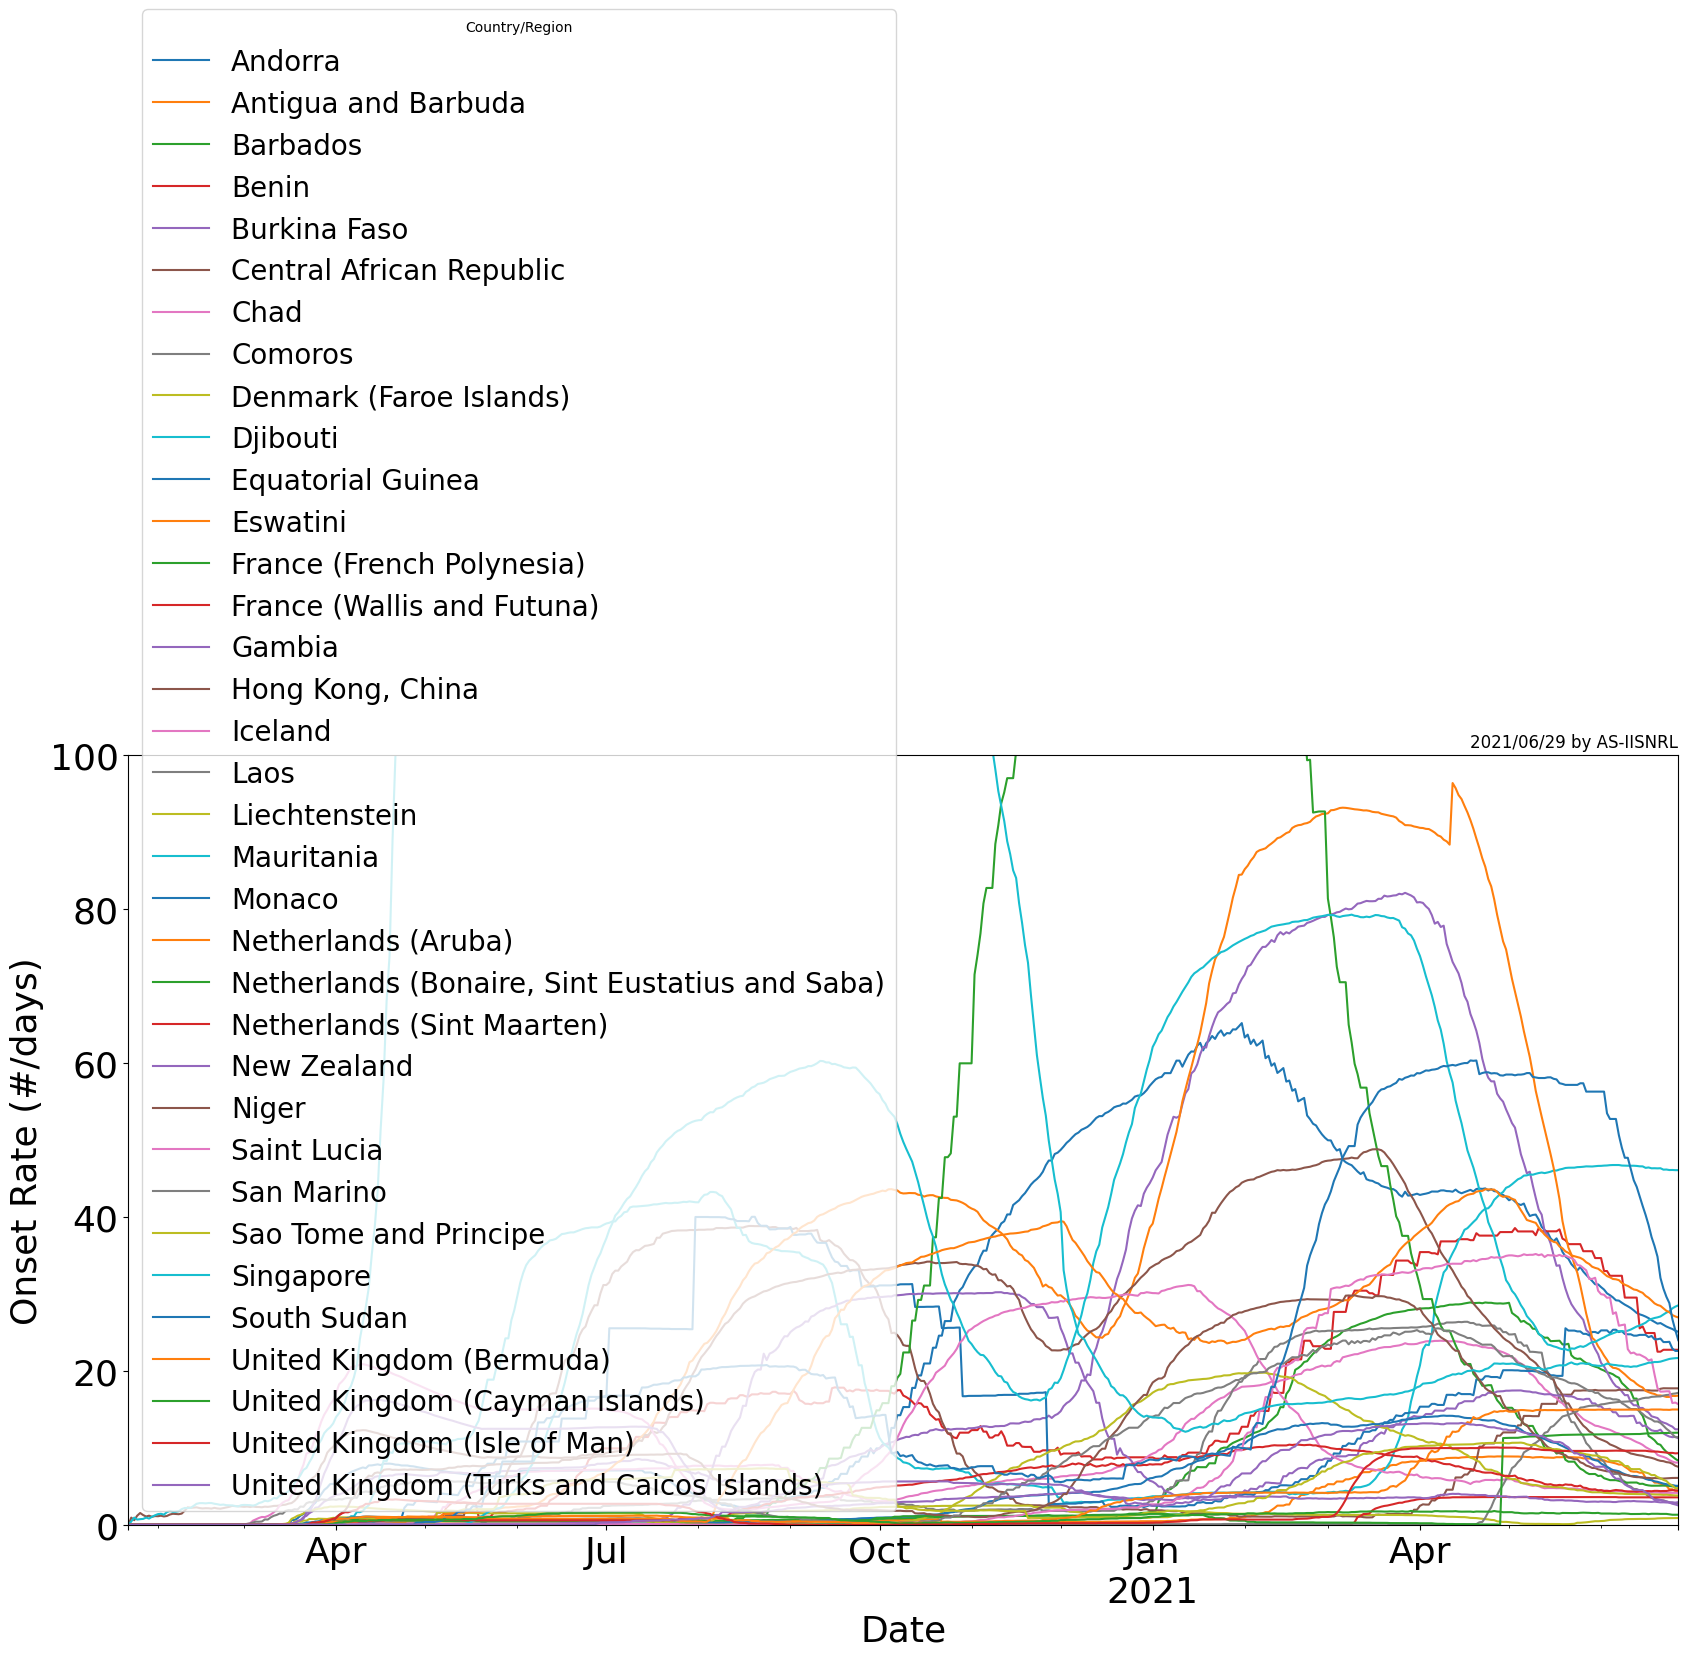 Country/Region
Andorra
Antigua and Barbuda
Barbados
Benin
Burkina Faso
Central African Republic
Chad
Comoros
Denmark (Faroe Islands)
Djibouti
Equatorial Guinea
Eswatini
France (French Polynesia)
France (Wallis and Futuna)
Gambia
Hong Kong, China
Iceland
Laos
Liechtenstein
Mauritania
Monaco
Netherlands (Aruba)
Netherlands (Bonaire, Sint Eustatius and Saba)
Netherlands (Sint Maarten)
New Zealand
Niger
Saint Lucia
San Marino
Sao Tome and Principe
Singapore
South Sudan
United Kingdom (Bermuda)
United Kingdom (Cayman Islands)
United Kingdom (Isle of Man)
United Kingdom (Turks and Caicos Islands)
2021/06/29 by AS-IISNRL
100
80
60
40
20
0
Onset Rate (#/days)
Apr Jul Oct Jan Apr
2021
Date